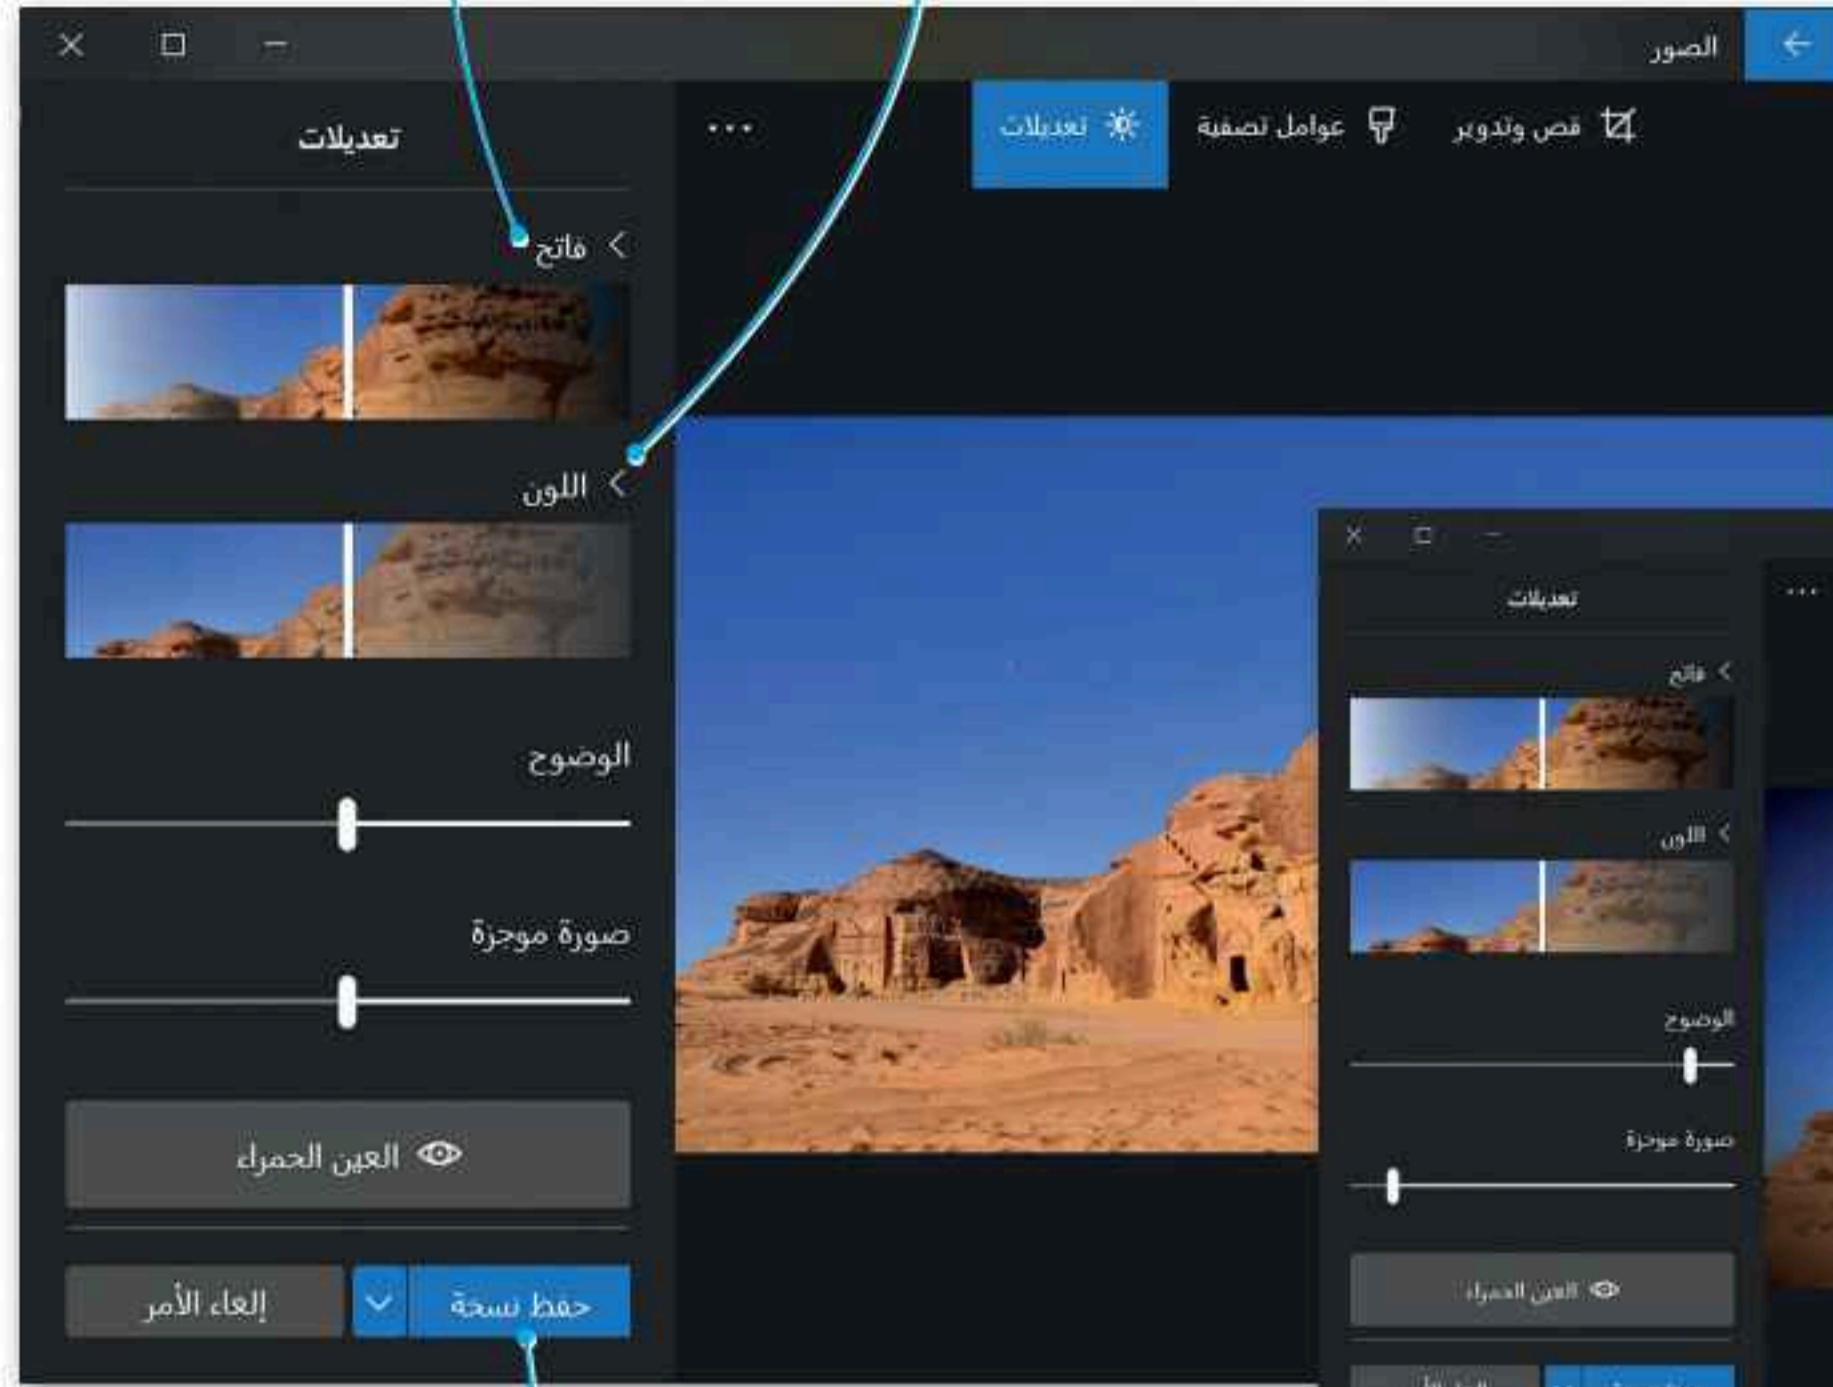 الصور
قص وتدوير
عوامل تصفية
تعديلات
تعديلات
فاتح
اللون
الوضوح
صورة موجزة
العين الحمراء
حفظ نسخة
إلغاء الأمر
تعديلات
فاتح
اللون
الوضوح
صورة موجزة
العين الحمراء